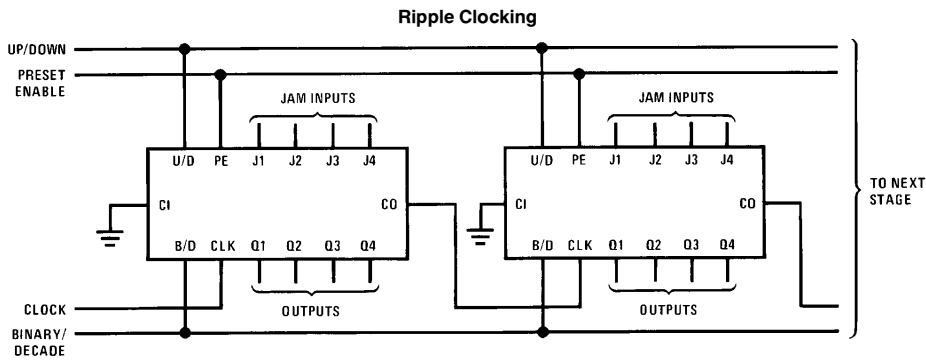 Ripple Clocking
UP/DOWN
PRESET
ENABLE
JAM INPUTS
JAM INPUTS
U/D PE J1 J2 J3 J4
U/D PE J1 J2 J3 J4
CI CO
CI CO
TO NEXT
STAGE
B/D CLK Q1 Q2 Q3 Q4
B/D CLK Q1 Q2 Q3 Q4
CLOCK
OUTPUTS
OUTPUTS
BINARY/
DECADE